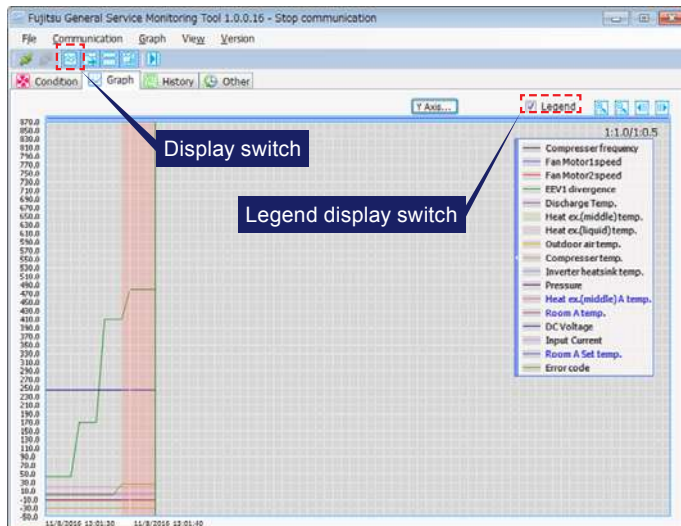 Fujitsu General Service Monitoring Tool 1.0.0.16 - Stop communication
File Communication Graph View Version
Condition Graph History Other
Y Axis... Legend
1:1.0/1:0.5
Display switch
Legend display switch
Compresser frequency
Fan Motor1 speed
Fan Motor2 speed
EEV1 divergence
Discharge Temp.
Heat ex.(middle) temp.
Heat ex.(liquid) temp.
Outdoor air temp.
Compresser temp.
Inverter heatsink temp.
Pressure
Heat ex.(middle) A temp.
Room A temp.
DC Voltage
Input Current
Room A Set temp.
Error code
870.0
850.0
830.0
810.0
790.0
770.0
750.0
730.0
710.0
690.0
670.0
650.0
630.0
610.0
590.0
570.0
550.0
530.0
510.0
490.0
470.0
450.0
430.0
410.0
390.0
370.0
350.0
330.0
310.0
290.0
270.0
250.0
230.0
210.0
190.0
170.0
150.0
130.0
110.0
90.0
70.0
50.0
30.0
10.0
-10.0
-30.0
-50.0
11/8/2016 13:01:30 11/8/2016 13:01:40